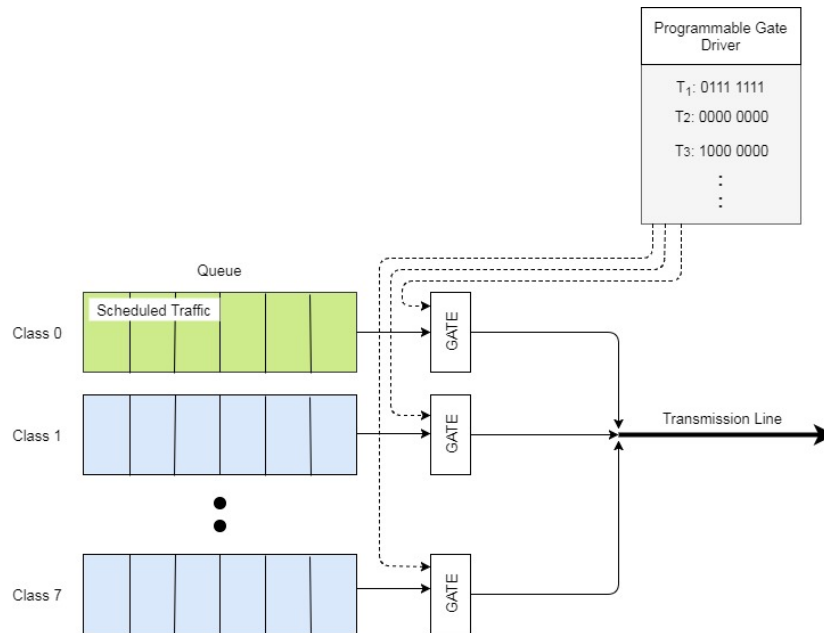 Programmable Gate
Driver
T1: 0111 1111
T2: 0000 0000
T3: 1000 0000
Queue
Scheduled Traffic
Class 0
GATE
Class 1
GATE
Transmission Line
Class 7
GATE